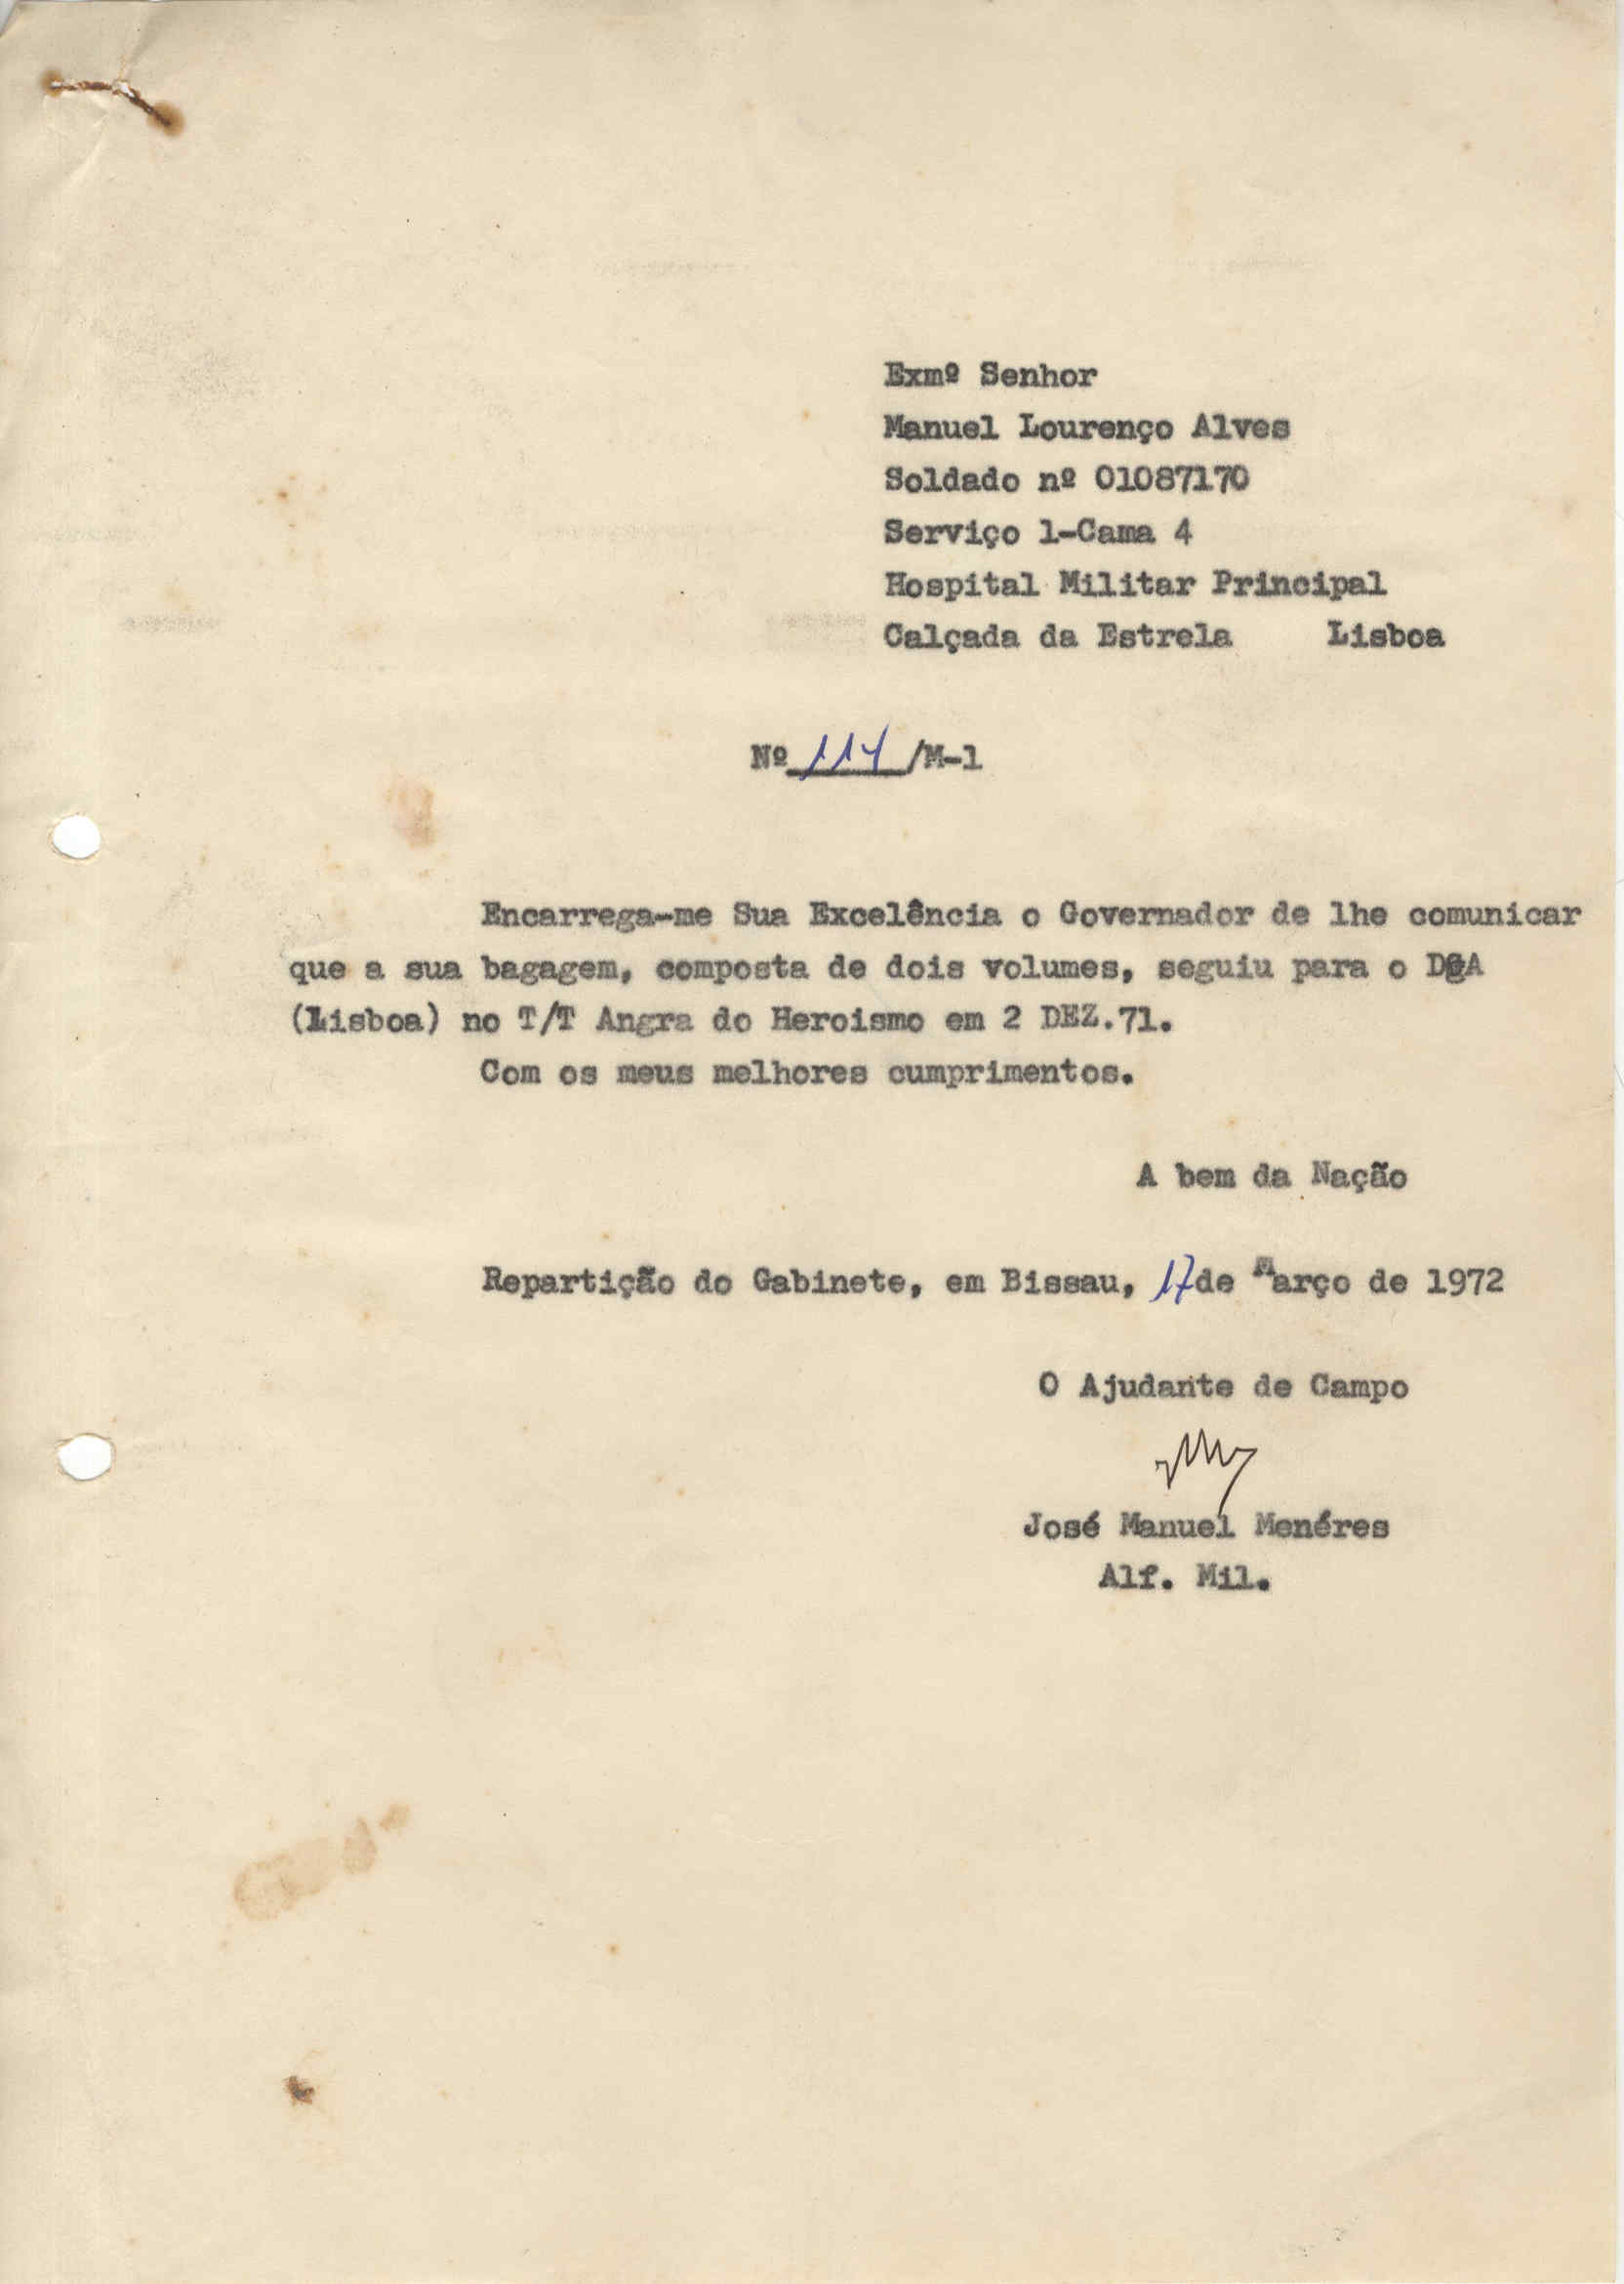 Exmº Senhor
Manuel Lourenço Alves
Soldado nº 01087170
Serviço 1-Cama 4
Hospital Militar Principal
Calçada da Estrela Lisboa
Nº 114/M-1
Encarrega-me Sua Excelência o Governador de lhe comunicar
que a sua bagagem, composta de dois volumes, seguiu para o DGA
(Lisboa) no T/T Angra do Heroismo em 2 DEZ.71.
Com os meus melhores cumprimentos.
A bem da Nação
Repartição do Gabinete, em Bissau, 17 de Março de 1972
O Ajudante de Campo
José Manuel Menéres
Alf. Mil.